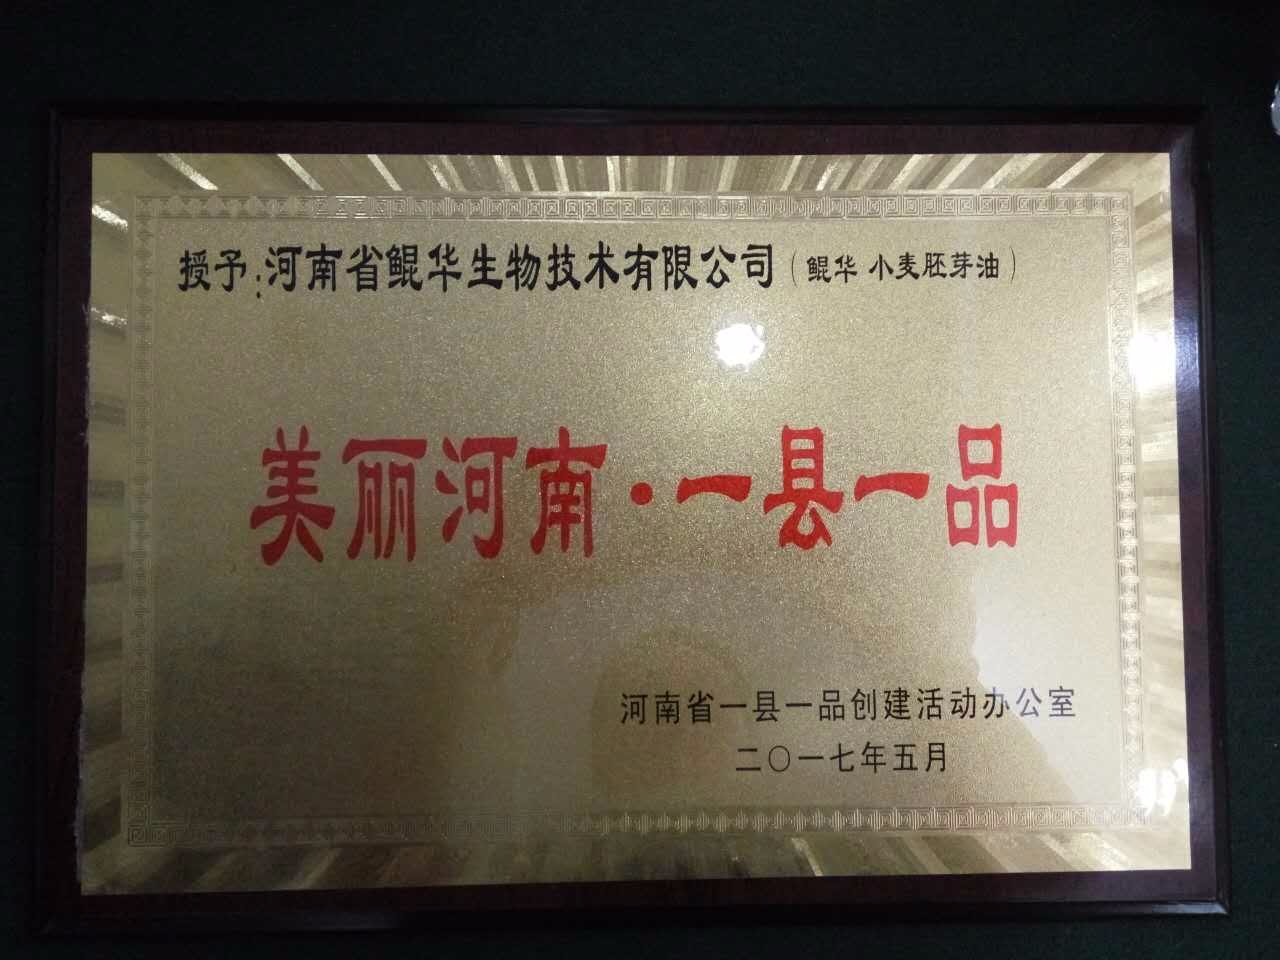 授予:河南省鲲华生物技术有限公司(鲲华 小麦胚芽油)
美丽河南·一县一品
河南省一县一品创建活动办公室
二〇一七年五月